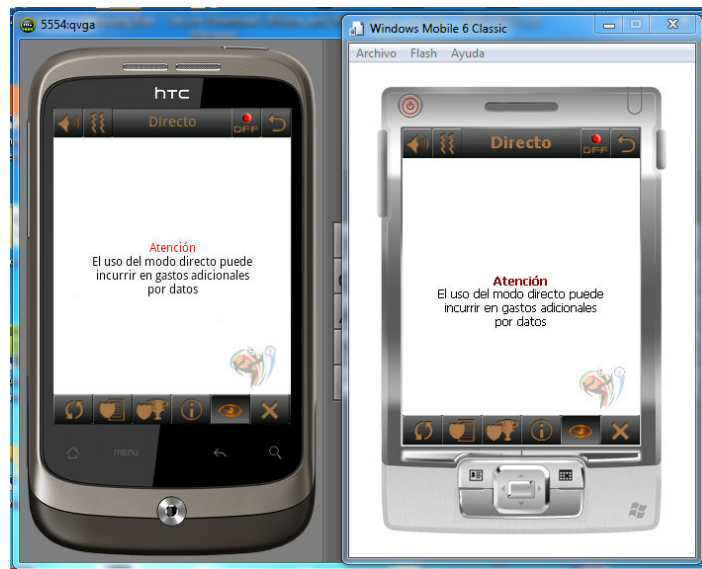 5554:qvga
hTC
Directo
OFF
Atención
El uso del modo directo puede
incurrir en gastos adicionales
por datos
MENU
Windows Mobile 6 Classic
Archivo Flash Ayuda
Directo
OFF
Atención
El uso del modo directo puede
incurrir en gastos adicionales
por datos